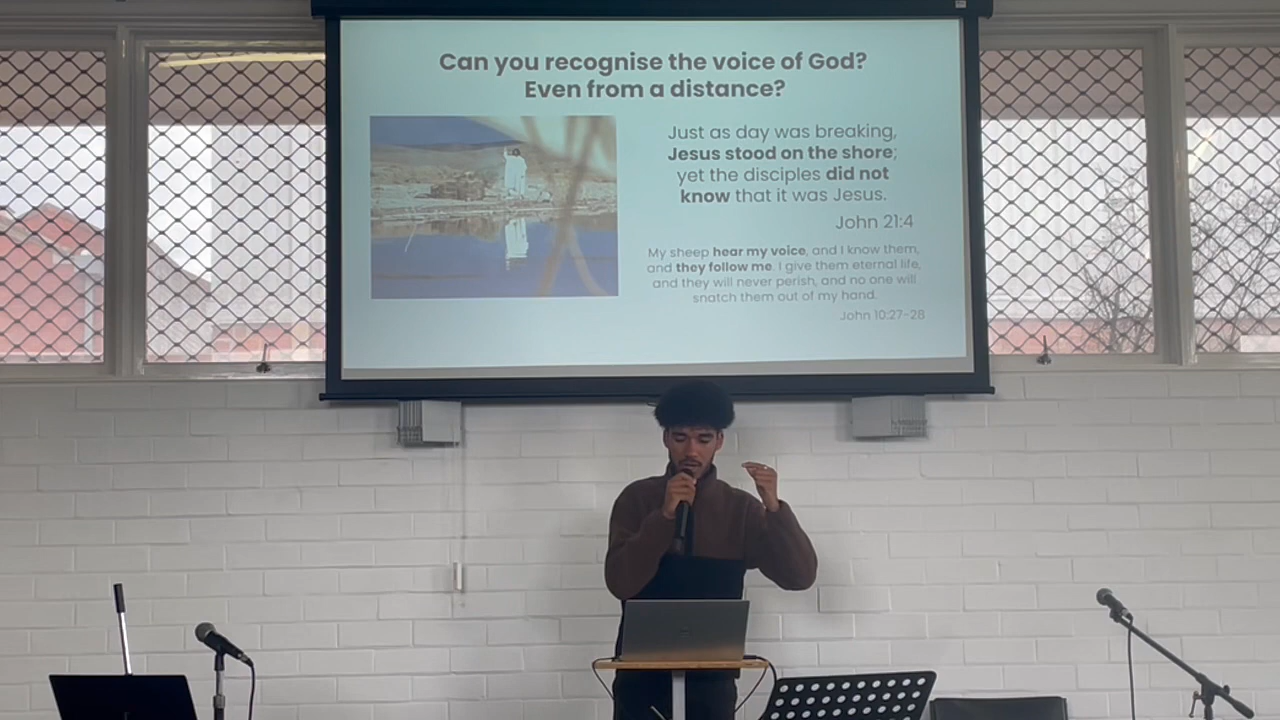 Can you recognise the voice of God?
Even from a distance?
Just as day was breaking,
Jesus stood on the shore;
yet the disciples did not
know that it was Jesus.
John 21:4
My sheep hear my voice, and I know them,
and they follow me. I give them eternal life,
and they will never perish, and no one will
snatch them out of my hand.
John 10:27-28